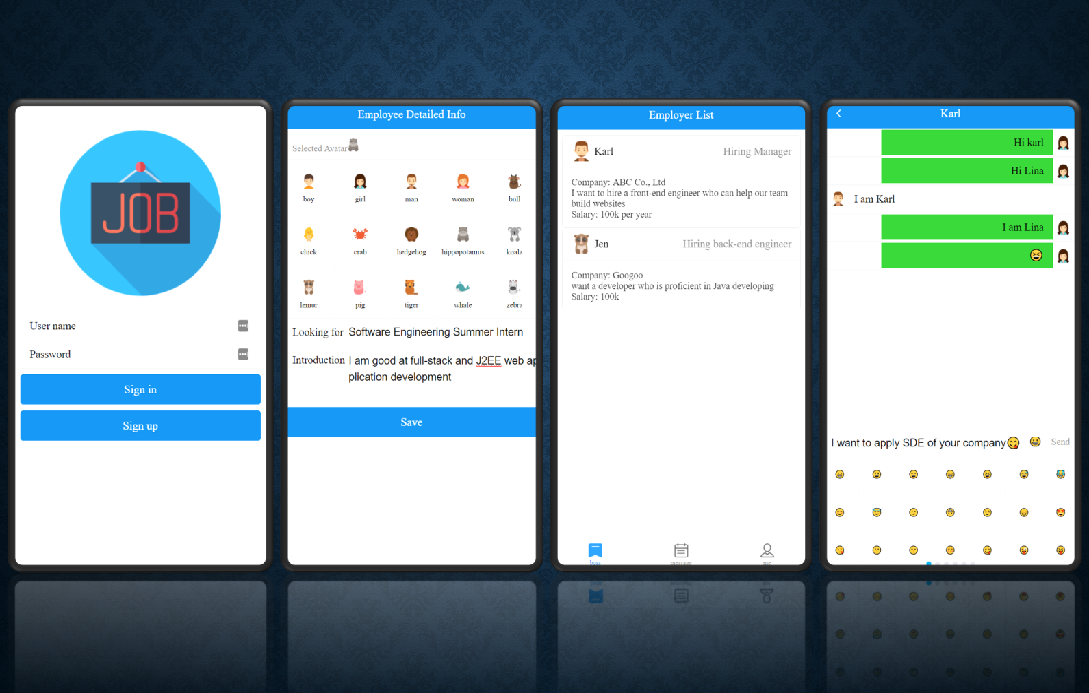 JOB
User name
Password
Sign in
Sign up
Employee Detailed Info
Selected Avatar
boy girl man woman bull
chick crab hedgehog hippopotamus koala
lemur pig tiger whale zebra
Looking for Software Engineering Summer Intern
Introduction I am good at full-stack and J2EE web ap
plication development
Save
Employer List
Karl Hiring Manager
Company: ABC Co., Ltd
I want to hire a front-end engineer who can help our team
build websites
Salary: 100k per year
Jen Hiring back-end engineer
Company: Googoo
want a developer who is proficient in Java developing
Salary: 100k
Karl
Hi karl
Hi Lina
I am Karl
I am Lina
I want to apply SDE of your company😋 Send